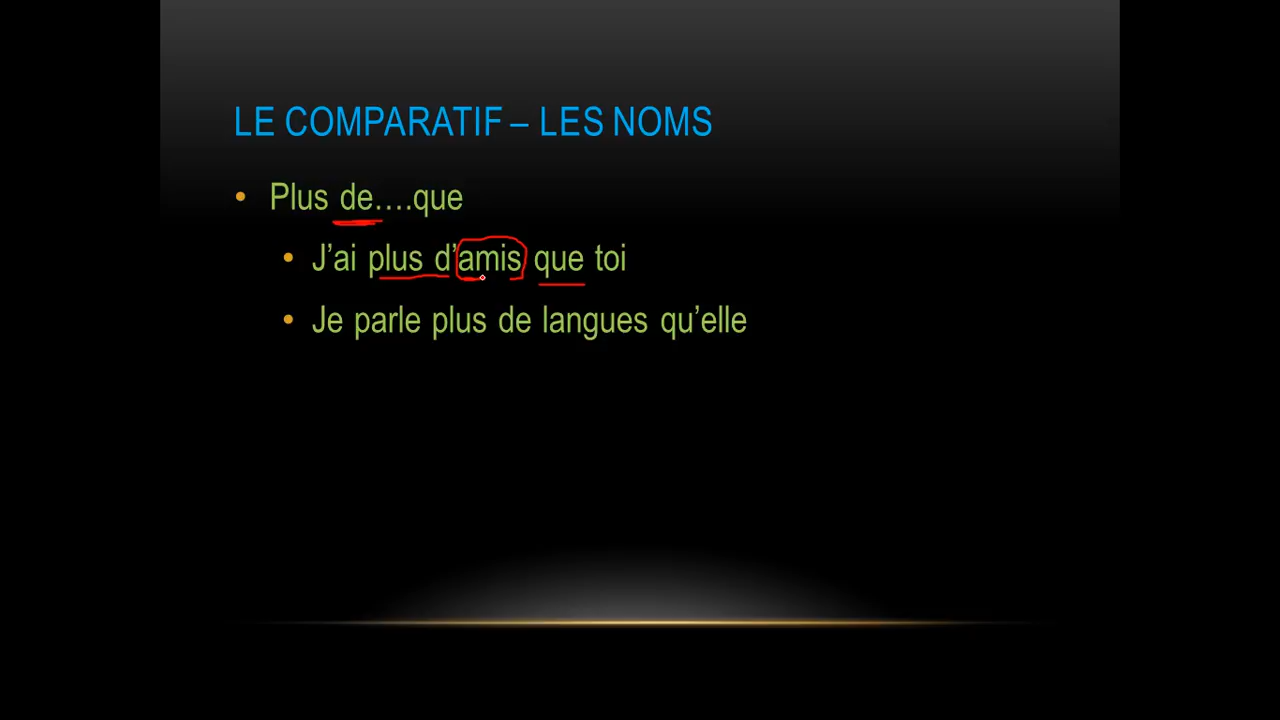 LE COMPARATIF – LES NOMS
• Plus de….que
• J’ai plus d’amis que toi
• Je parle plus de langues qu’elle